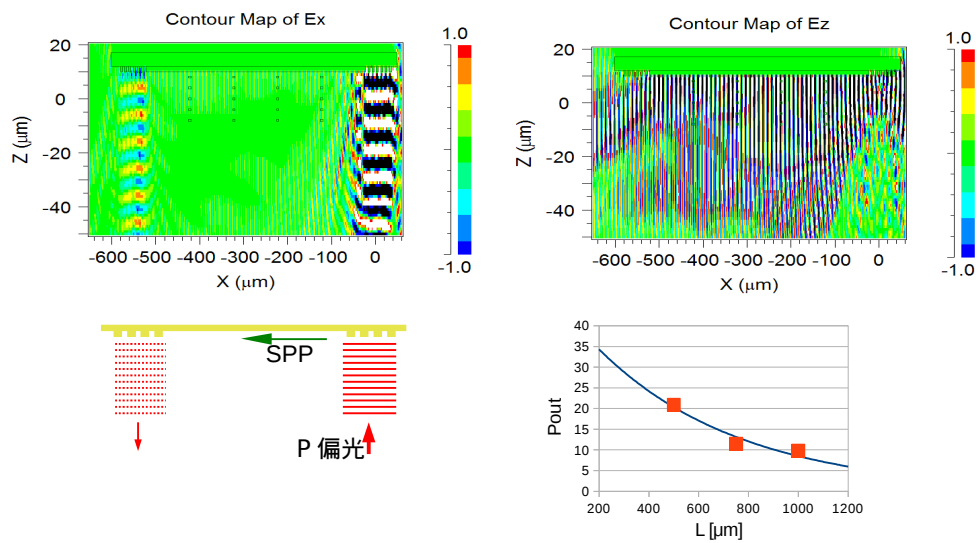 Contour Map of Ex
1.0
20
0
-20
-40
Z (μm)
-600 -500 -400 -300 -200 -100 0
X (μm)
-1.0
Contour Map of Ez
1.0
20
0
-20
-40
Z (μm)
-600 -500 -400 -300 -200 -100 0
X (μm)
-1.0
SPP
P 偏光
40
35
30
25
20
15
10
5
0
Pout
200 400 600 800 1000 1200
L [μm]